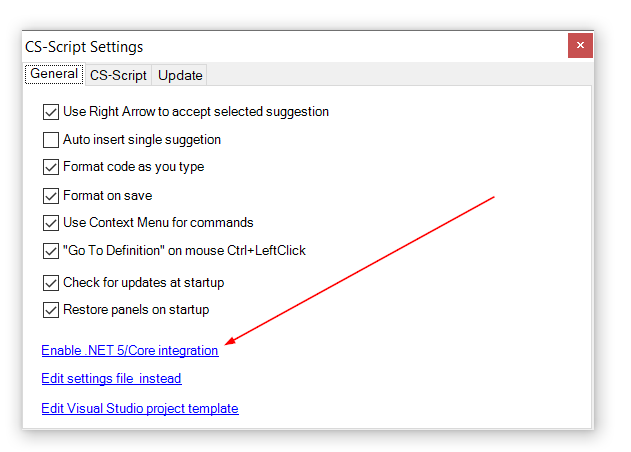 CS-Script Settings
General CS-Script Update
Use Right Arrow to accept selected suggestion
Auto insert single suggetion
Format code as you type
Format on save
Use Context Menu for commands
"Go To Definition" on mouse Ctrl+LeftClick
Check for updates at startup
Restore panels on startup
Enable .NET 5/Core integration
Edit settings file instead
Edit Visual Studio project template